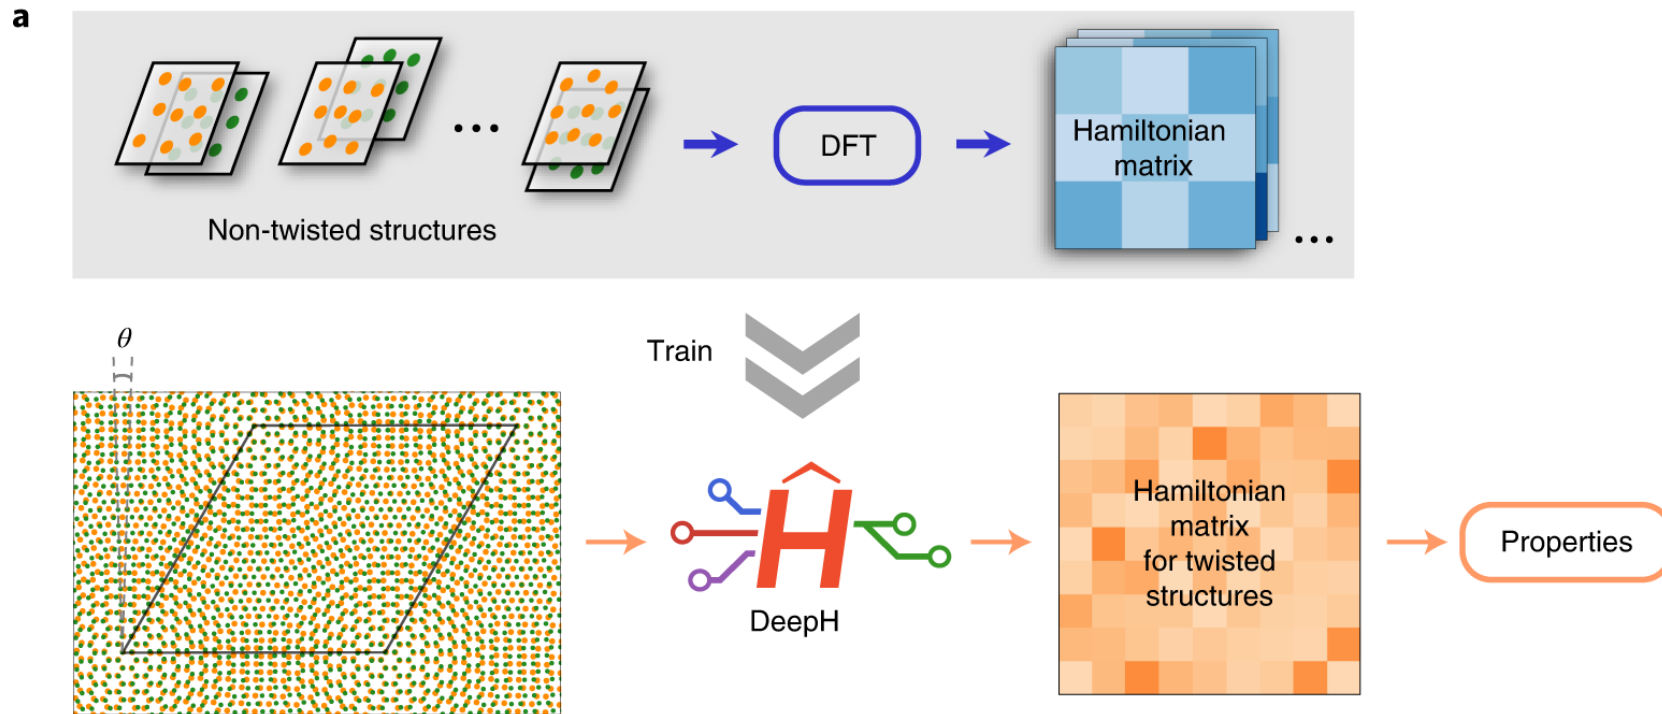 a
Non-twisted structures
DFT
Hamiltonian
matrix
...
...
θ
Train
Ĥ
DeepH
Hamiltonian
matrix
for twisted
structures
Properties